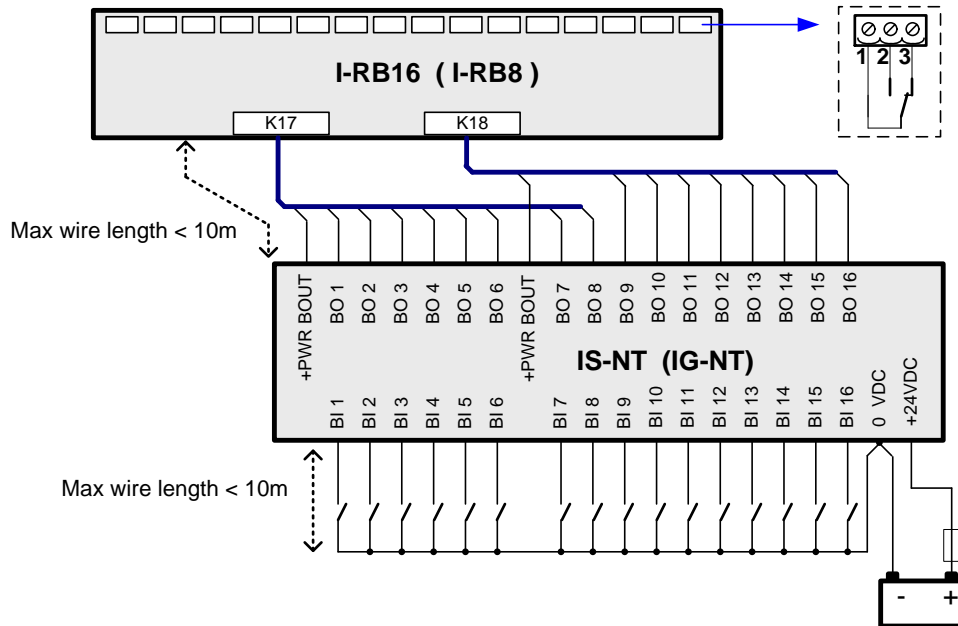 I-RB16 ( I-RB8 )
1 2 3
K17 K18
Max wire length < 10m
+PWR BOUT BO 1 BO 2 BO 3 BO 4 BO 5 BO 6 +PWR BOUT BO 7 BO 8 BO 9 BO 10 BO 11 BO 12 BO 13 BO 14 BO 15 BO 16
IS-NT (IG-NT)
BI 1 BI 2 BI 3 BI 4 BI 5 BI 6 BI 7 BI 8 BI 9 BI 10 BI 11 BI 12 BI 13 BI 14 BI 15 BI 16 0 VDC +24VDC
Max wire length < 10m
- +